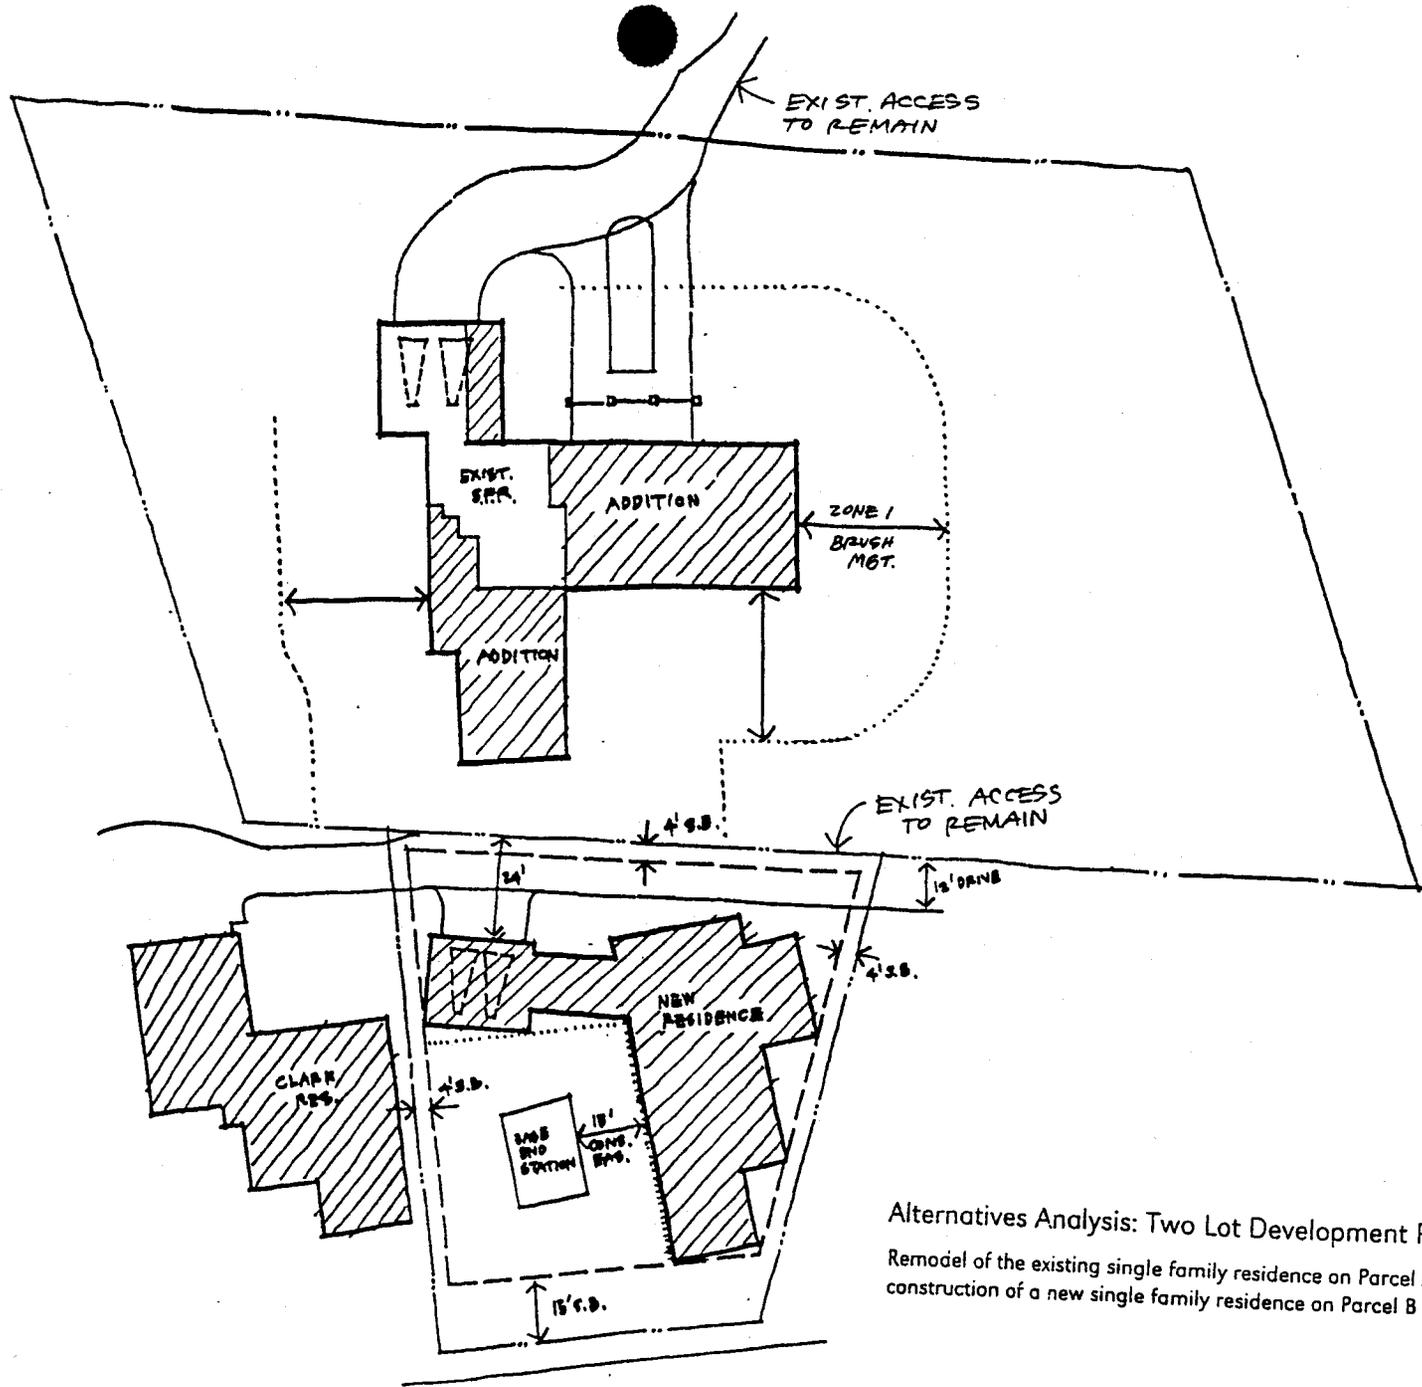 EXIST. ACCESS
TO REMAIN
EXIST.
S.F.R.
ADDITION
ZONE 1
BRUSH
MGT.
ADDITION
EXIST. ACCESS
TO REMAIN
4' S.B.
24'
12' DRIVE
4' S.B.
NEW
RESIDENCE
CLARK
RES.
4' S.B.
15'
CONS.
EAS.
END
STATION
15' S.B.
Alternatives Analysis: Two Lot Development
Remodel of the existing single family residence on Parcel
construction of a new single family residence on Parcel B